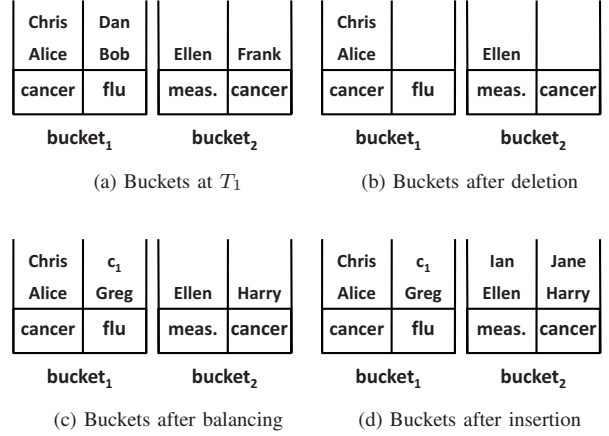 Chris Dan
Alice Bob Ellen Frank
cancer flu meas. cancer
bucket₁ bucket₂
(a) Buckets at T₁
Chris
Alice Ellen
cancer flu meas. cancer
bucket₁ bucket₂
(b) Buckets after deletion
Chris c₁
Alice Greg Ellen Harry
cancer flu meas. cancer
bucket₁ bucket₂
(c) Buckets after balancing
Chris c₁ Ian Jane
Alice Greg Ellen Harry
cancer flu meas. cancer
bucket₁ bucket₂
(d) Buckets after insertion